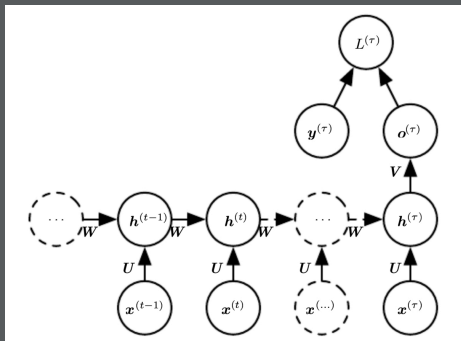 L^{(τ)}
y^{(τ)} o^{(τ)}
V
... h^{(t-1)} h^{(t)} ... h^{(τ)}
W W W W
U U U U
x^{(t-1)} x^{(t)} x^{(...)} x^{(τ)}